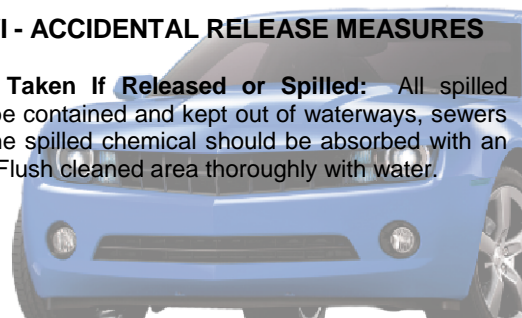 I - ACCIDENTAL RELEASE MEASURES
Taken If Released or Spilled: All spilled
be contained and kept out of waterways, sewers
spilled chemical should be absorbed with an
Flush cleaned area thoroughly with water.